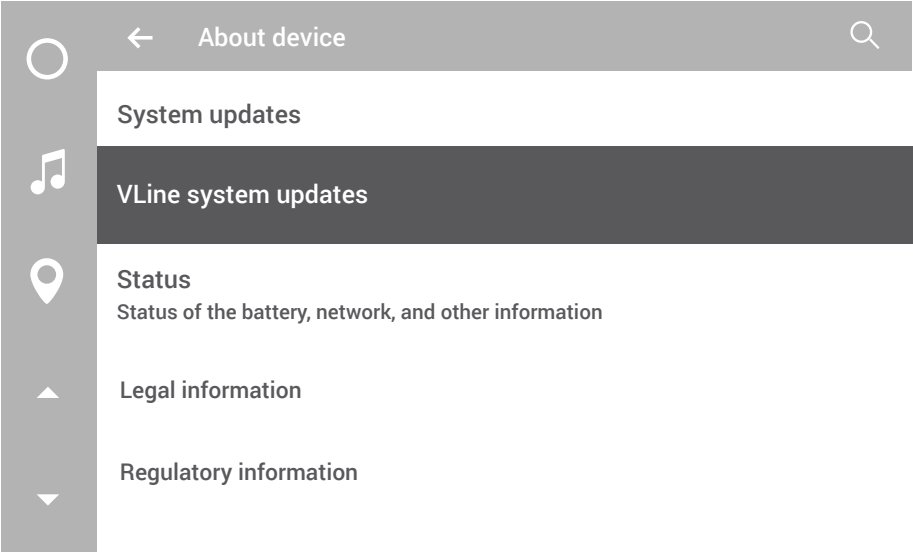 About device
System updates
VLine system updates
Status
Status of the battery, network, and other information
Legal information
Regulatory information